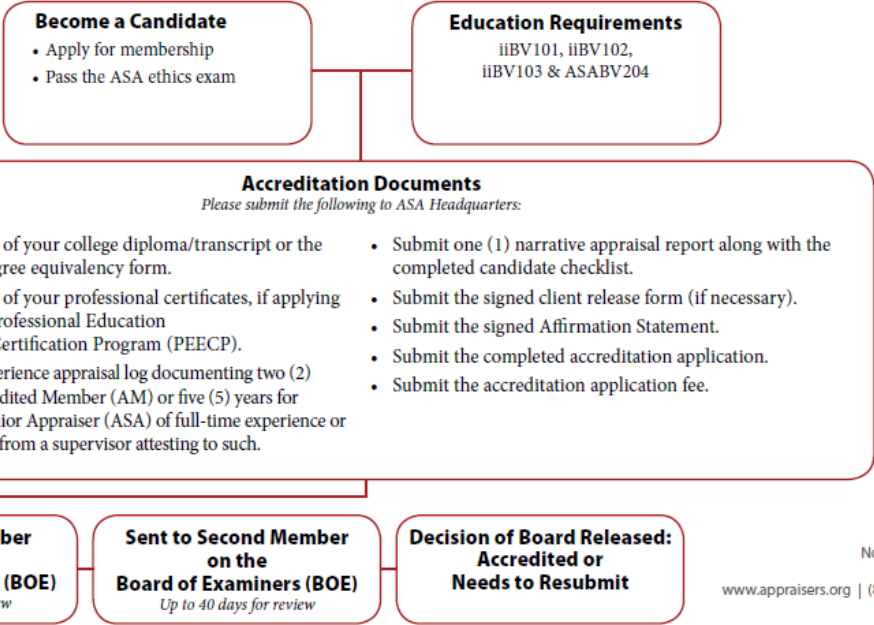 Become a Candidate
• Apply for membership
• Pass the ASA ethics exam
Education Requirements
iiBV101, iiBV102,
iiBV103 & ASABV204
Accreditation Documents
Please submit the following to ASA Headquarters:
of your college diploma/transcript or the
gree equivalency form.
of your professional certificates, if applying
rofessional Education
ertification Program (PEECP).
erience appraisal log documenting two (2)
dited Member (AM) or five (5) years for
ior Appraiser (ASA) of full-time experience or
from a supervisor attesting to such.
• Submit one (1) narrative appraisal report along with the
completed candidate checklist.
• Submit the signed client release form (if necessary).
• Submit the signed Affirmation Statement.
• Submit the completed accreditation application.
• Submit the accreditation application fee.
ber
(BOE)
w
Sent to Second Member
on the
Board of Examiners (BOE)
Up to 40 days for review
Decision of Board Released:
Accredited or
Needs to Resubmit
No
www.appraisers.org | (